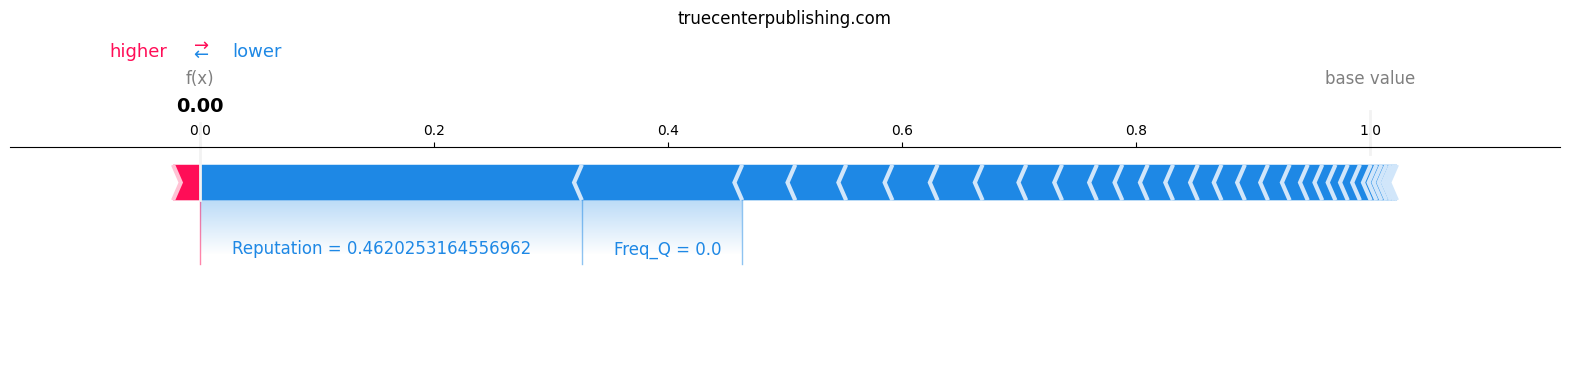 truecenterpublishing.com
higher ⇄ lower
f(x)
base value
0.00
0.0 0.2 0.4 0.6 0.8 1.0
Reputation = 0.4620253164556962
Freq_Q = 0.0